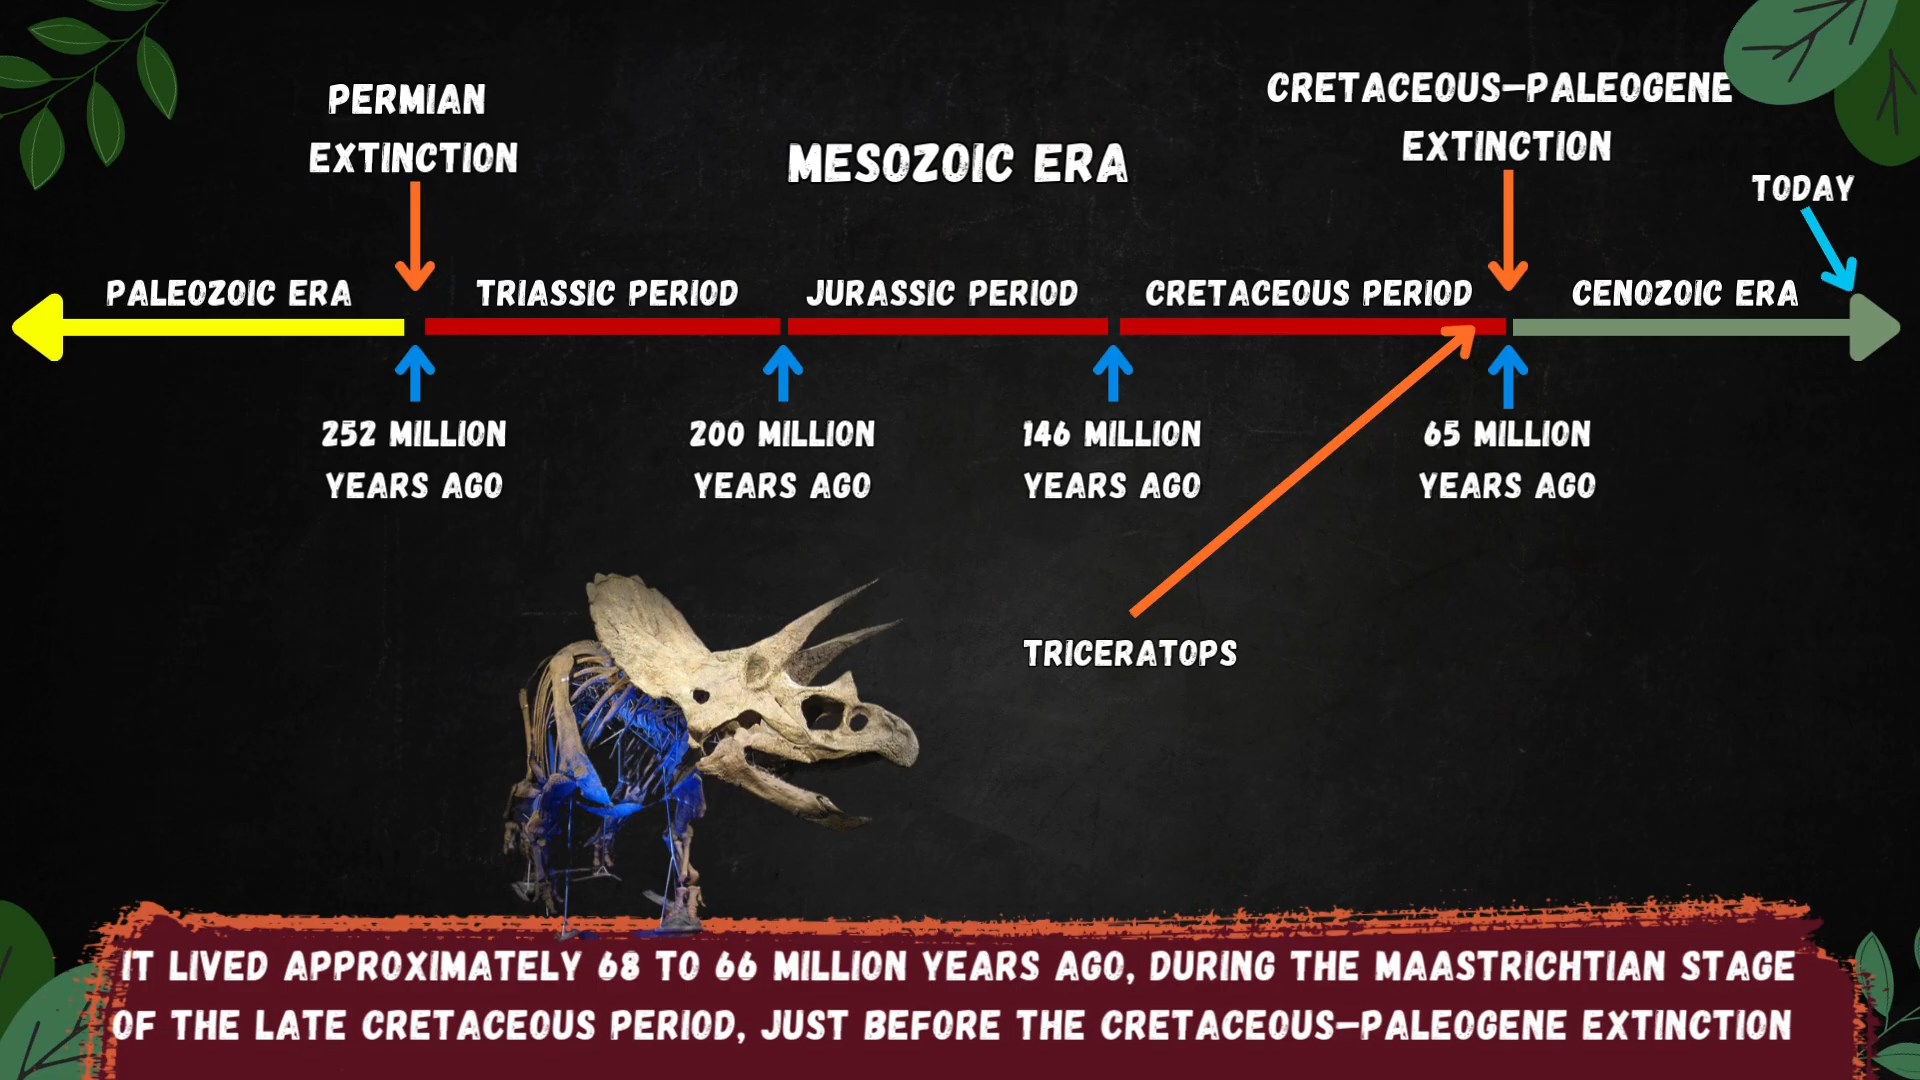 PERMIAN
EXTINCTION
MESOZOIC ERA
CRETACEOUS–PALEOGENE
EXTINCTION
TODAY
PALEOZOIC ERA
TRIASSIC PERIOD
JURASSIC PERIOD
CRETACEOUS PERIOD
CENOZOIC ERA
252 MILLION
YEARS AGO
200 MILLION
YEARS AGO
146 MILLION
YEARS AGO
65 MILLION
YEARS AGO
TRICERATOPS
IT LIVED APPROXIMATELY 68 TO 66 MILLION YEARS AGO, DURING THE MAASTRICHTIAN STAGE
OF THE LATE CRETACEOUS PERIOD, JUST BEFORE THE CRETACEOUS–PALEOGENE EXTINCTION